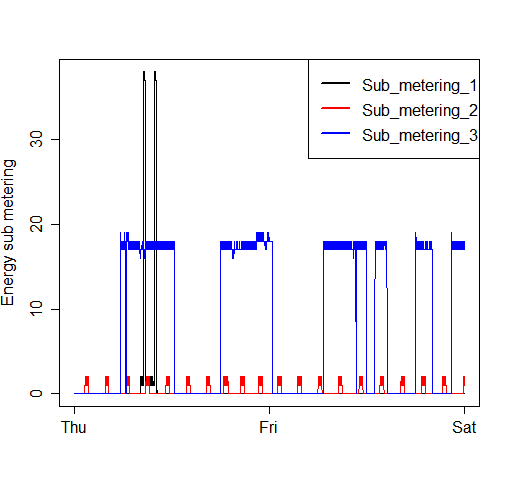 Sub_metering_1
Sub_metering_2
Sub_metering_3
Energy sub metering
30
20
10
0
Thu Fri Sat